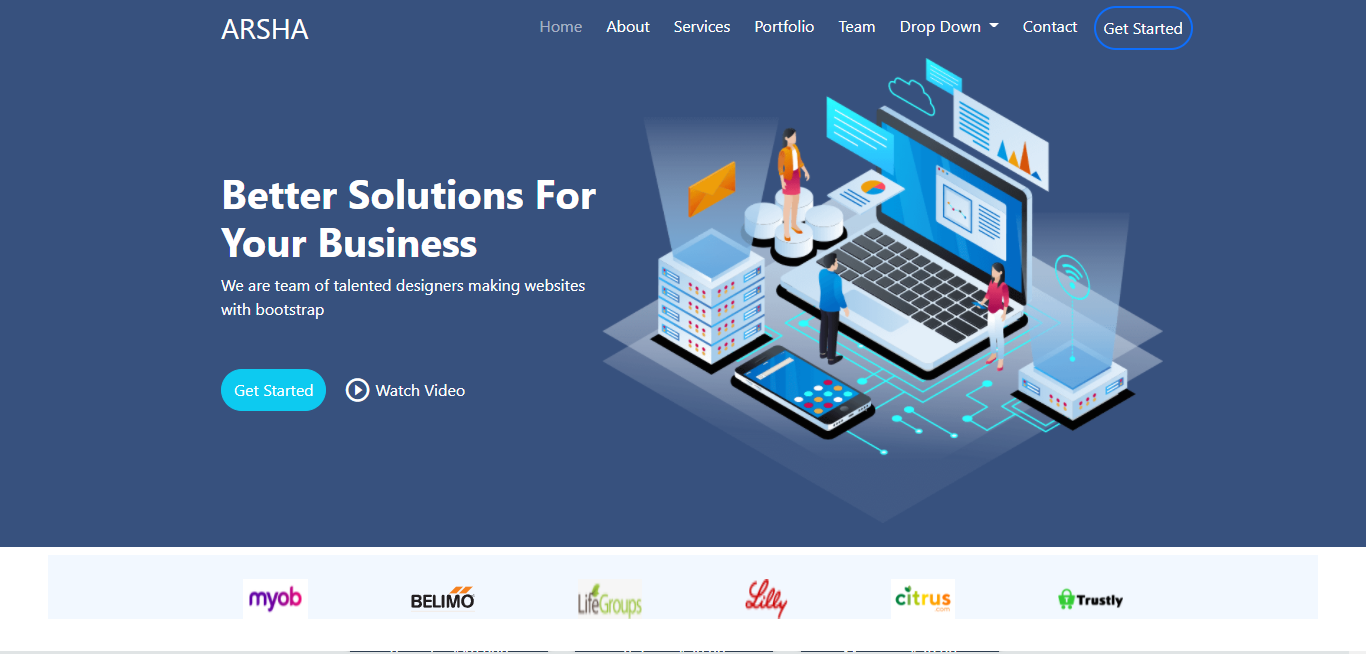 ARSHA
Home About Services Portfolio Team Drop Down Contact Get Started
Better Solutions For
Your Business
We are team of talented designers making websites
with bootstrap
Get Started Watch Video
myob BELIMO LifeGroups Lilly citrus Trustly
.com